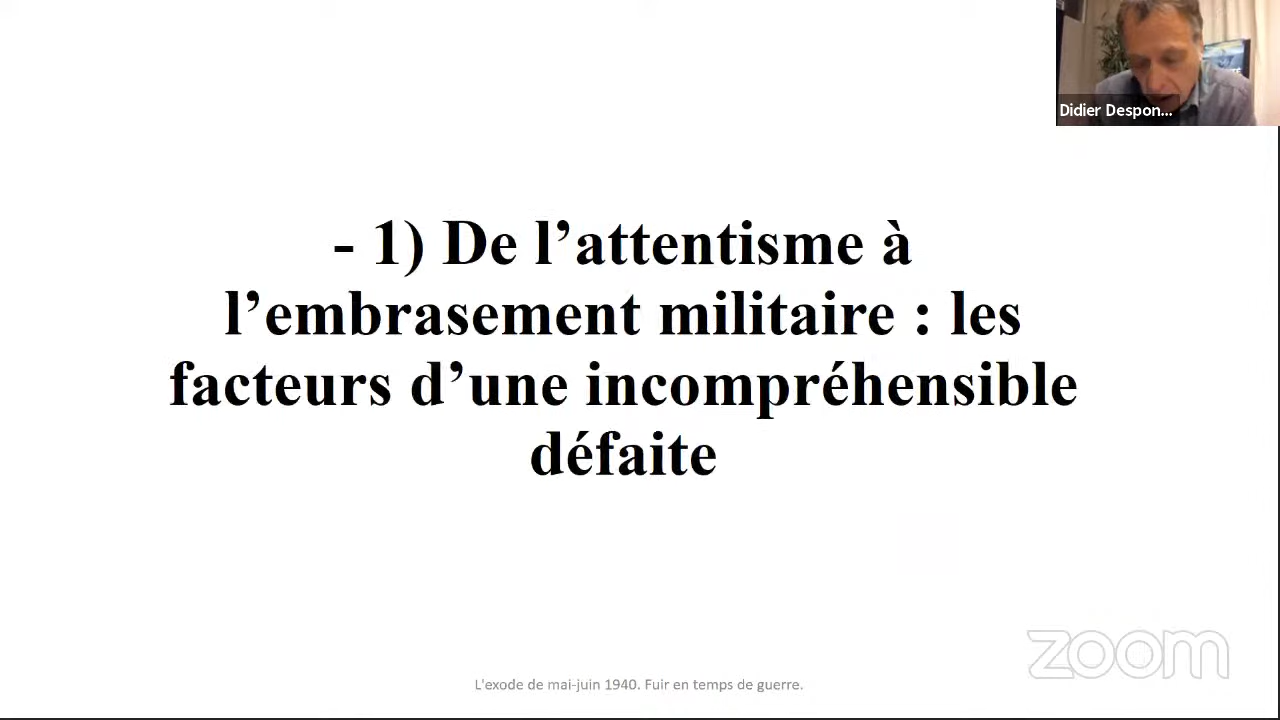 Didier Despon...
- 1) De l’attentisme à
l’embrasement militaire : les
facteurs d’une incompréhensible
défaite
zoom
L'exode de mai-juin 1940. Fuir en temps de guerre.